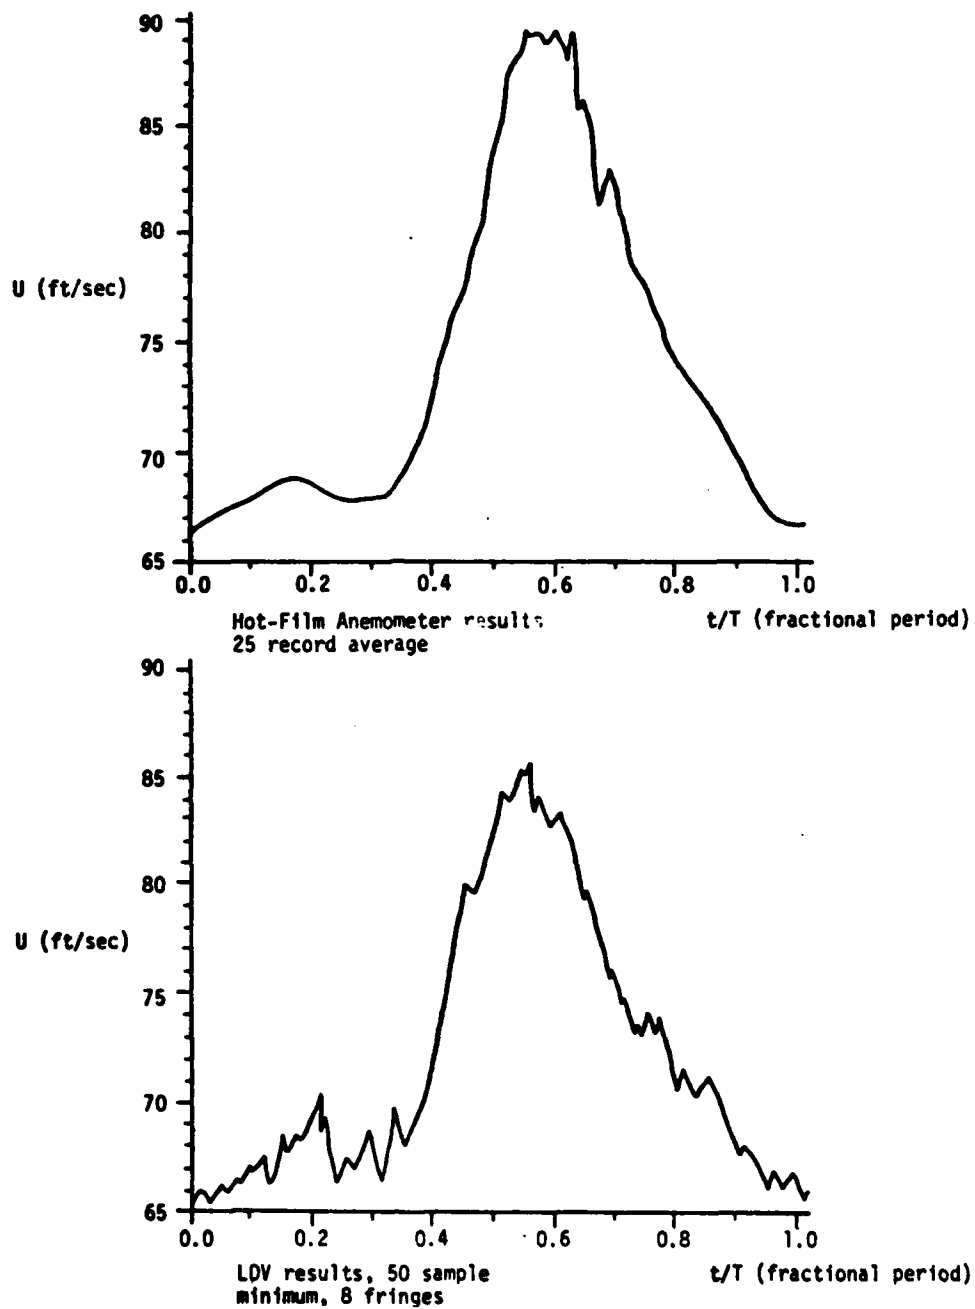 90
85
80
U (ft/sec)
75
70
65
0.0 0.2 0.4 0.6 0.8 1.0
Hot-Film Anemometer results
25 record average
t/T (fractional period)
90
85
80
U (ft/sec)
75
70
65
0.0 0.2 0.4 0.6 0.8 1.0
LDV results, 50 sample
minimum, 8 fringes
t/T (fractional period)